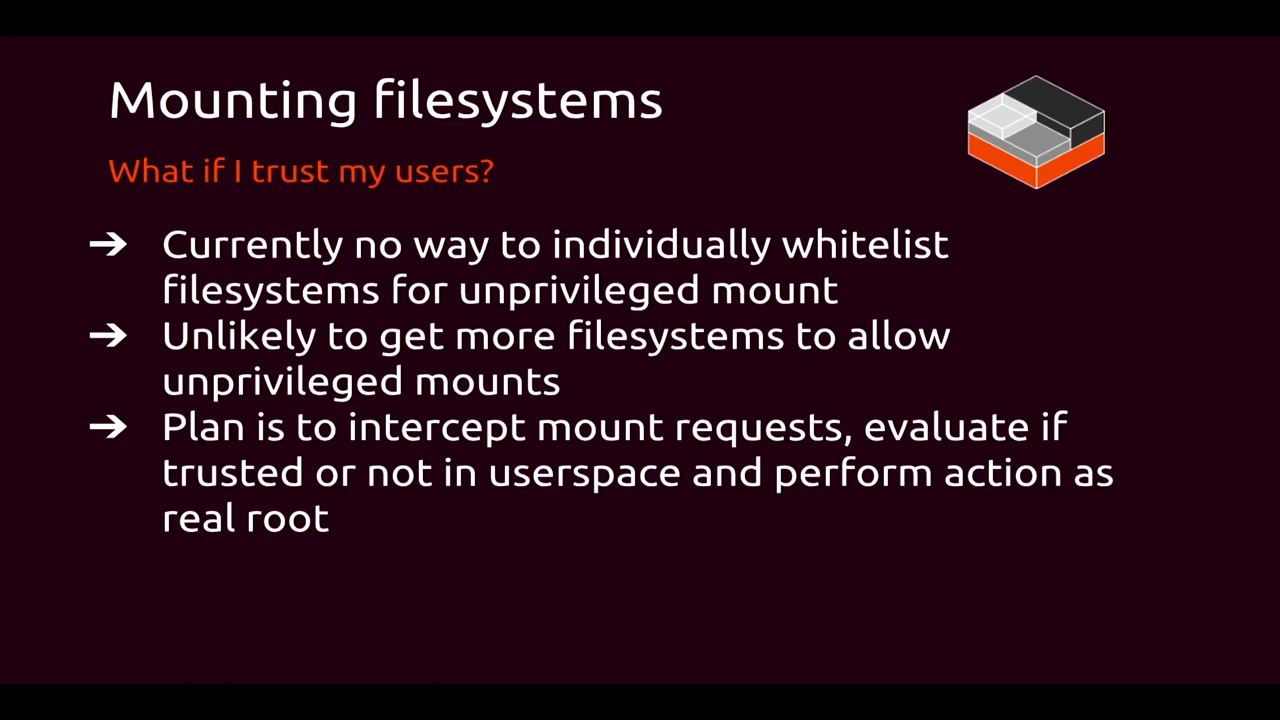 Mounting filesystems
What if I trust my users?
➔ Currently no way to individually whitelist
filesystems for unprivileged mount
➔ Unlikely to get more filesystems to allow
unprivileged mounts
➔ Plan is to intercept mount requests, evaluate if
trusted or not in userspace and perform action as
real root